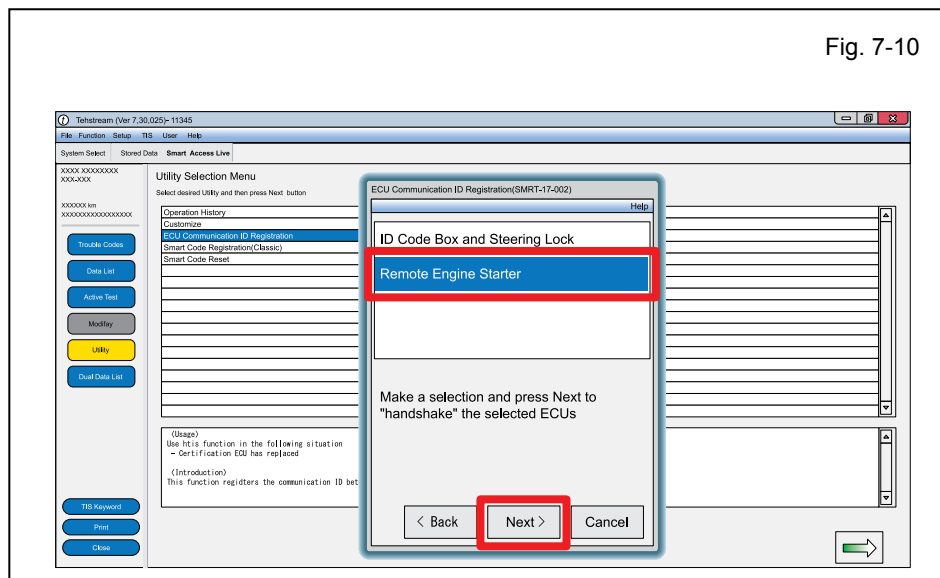 Fig. 7-10
Tehstream (Ver 7,30,025)- 11345
File Function Setup TIS User Help
System Select Stored Data Smart Access Live
XXXX XXXXXXXX
XXX-XXX
XXXXXX km
XXXXXXXXXXXXXXXXX
Trouble Codes
Data List
Active Test
Modifay
Utility
Dual Data List
TIS Keyword
Print
Close
Utility Selection Menu
Select desired Utility and then press Next button
Operation History
Customize
ECU Communication ID Registration
Smart Code Registration(Classic)
Smart Code Reset
(Usage)
Use htis function in the following situation
- Certification ECU has replaced
(Introduction)
This function regidters the communication ID bet
ECU Communication ID Registration(SMRT-17-002)
Help
ID Code Box and Steering Lock
Remote Engine Starter
Make a selection and press Next to
"handshake" the selected ECUs
< Back Next > Cancel